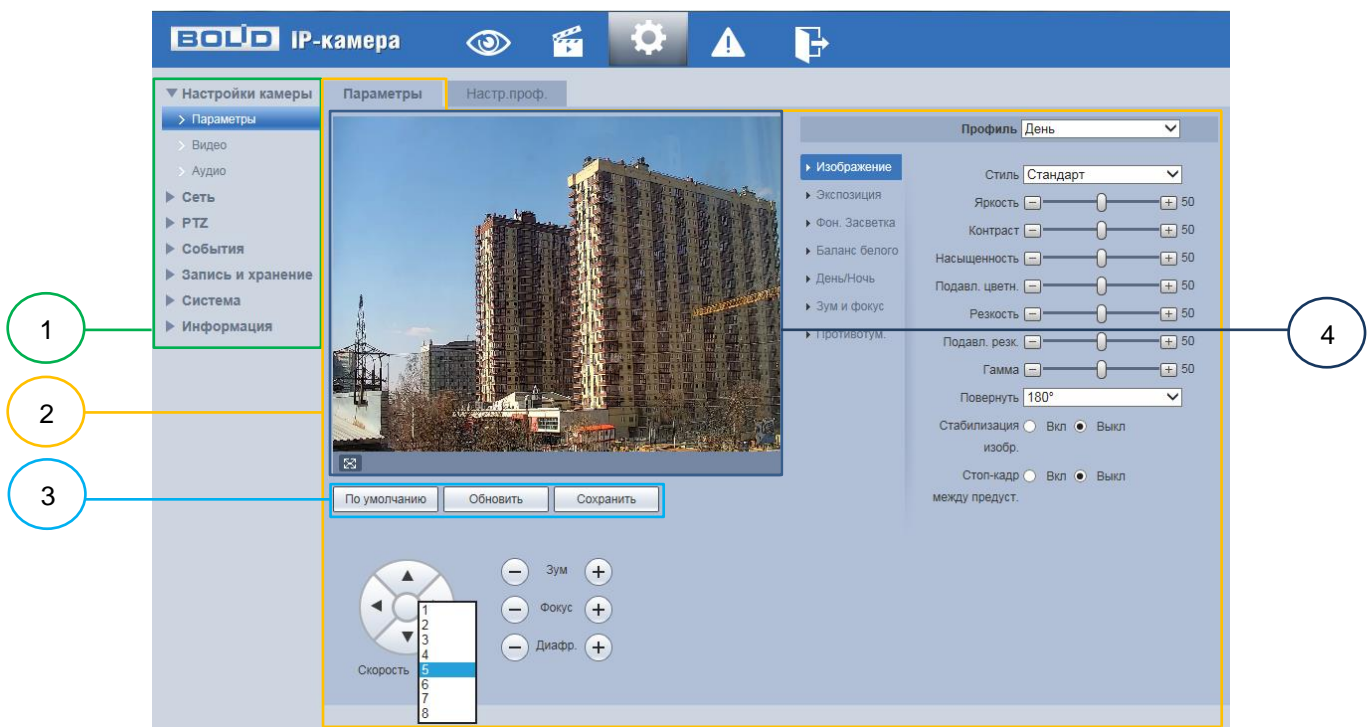 BOLID IP-камера
Настройки камеры
Параметры
Видео
Аудио
Сеть
PTZ
События
Запись и хранение
Система
Информация
1
2
3
4
Параметры
Настр.проф.
По умолчанию
Обновить
Сохранить
Скорость
1
2
3
4
5
6
7
8
Зум
Фокус
Диафр.
Профиль День
Изображение
Экспозиция
Фон. Засветка
Баланс белого
День/Ночь
Зум и фокус
Противотум.
Стиль Стандарт
Яркость 50
Контраст 50
Насыщенность 50
Подавл. цветн. 50
Резкость 50
Подавл. резк. 50
Гамма 50
Повернуть 180°
Стабилизация Вкл Выкл
изобр.
Стоп-кадр Вкл Выкл
между предуст.